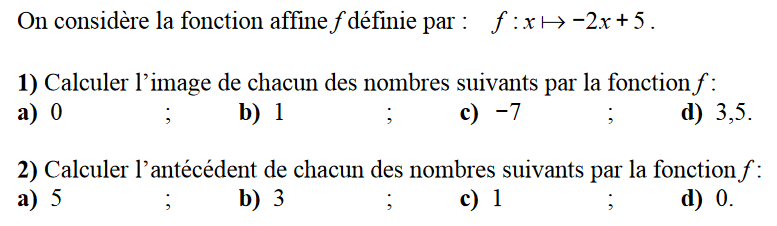 On considère la fonction affine f définie par : f : x ↦ −2x + 5 .
1) Calculer l’image de chacun des nombres suivants par la fonction f :
a) 0 ; b) 1 ; c) −7 ; d) 3,5.
2) Calculer l’antécédent de chacun des nombres suivants par la fonction f :
a) 5 ; b) 3 ; c) 1 ; d) 0.